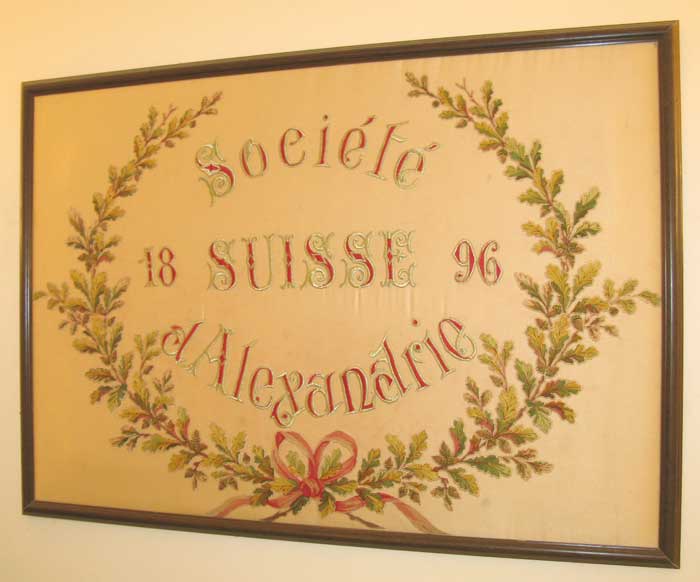 Société
18 SUISSE 96
d'Alexandrie